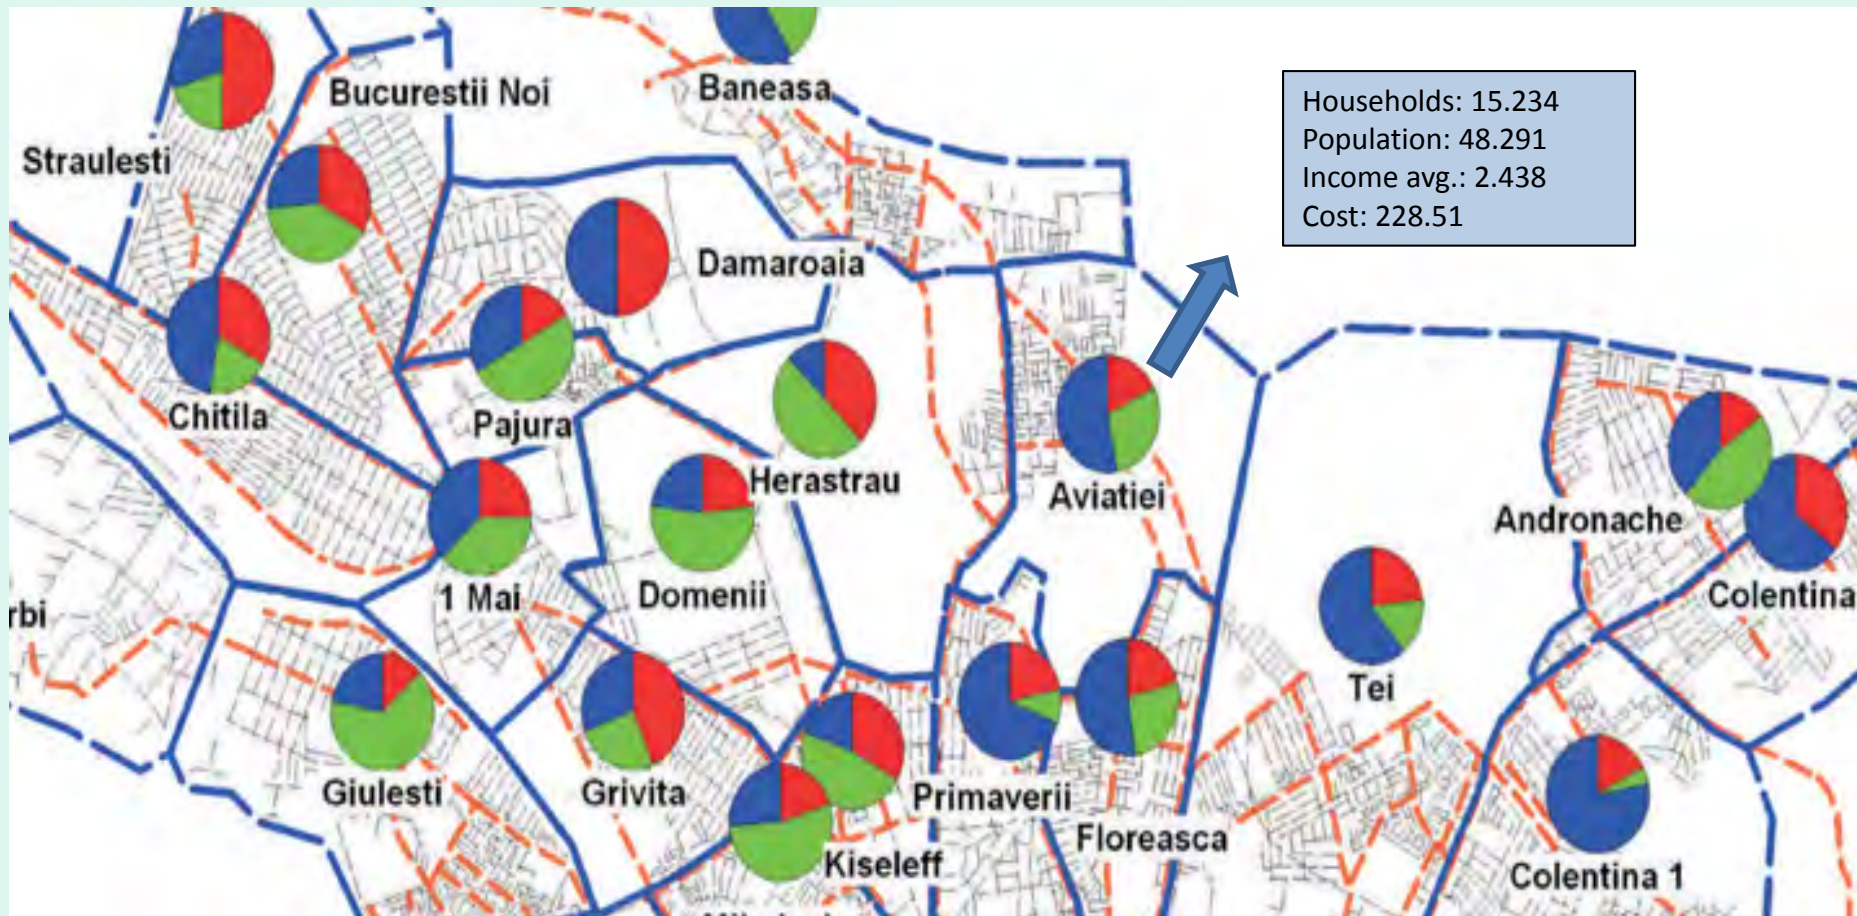 Baneasa
Bucurestii Noi
Households: 15.234
Population: 48.291
Income avg.: 2.438
Cost: 228.51
Straulesti
Damaroaia
Chitila
Pajura
Herastrau
Aviatiei
Andronache
1 Mai
Domenii
Colentina
rbi
Tei
Giulesti
Grivita
Primaverii
Floreasca
Kiseleff
Colentina 1